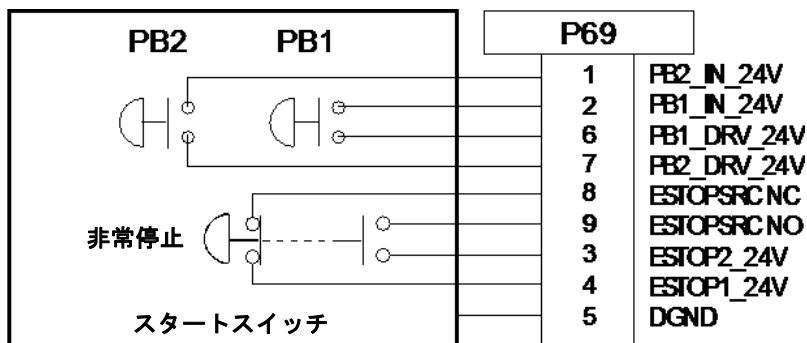 PB2 PB1 P69
1 PB2_IN_24V
2 PB1_IN_24V
6 PB1_DRV_24V
7 PB2_DRV_24V
8 ESTOPSRC NC
9 ESTOPSRC NO
3 ESTOP2_24V
4 ESTOP1_24V
5 DGND
非常停止
スタートスイッチ